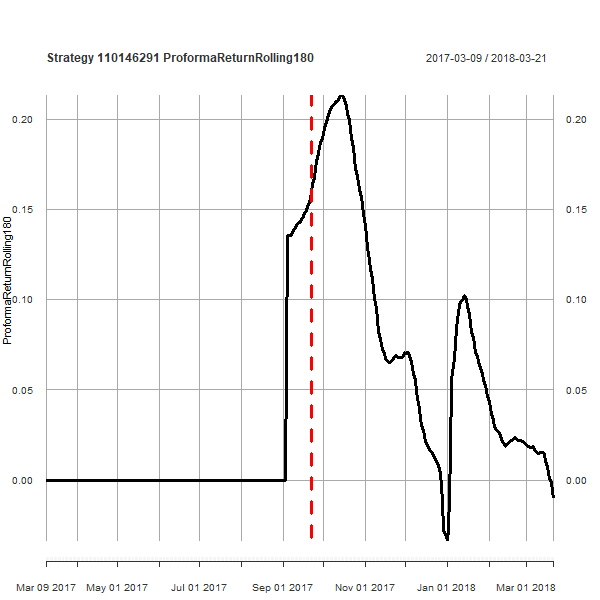 Strategy 110146291 ProformaReturnRolling180
2017-03-09 / 2018-03-21
0.20
0.20
0.15
0.15
ProformaReturnRolling180
0.10
0.10
0.05
0.05
0.00
0.00
Mar 09 2017
May 01 2017
Jul 01 2017
Sep 01 2017
Nov 01 2017
Jan 01 2018
Mar 01 2018